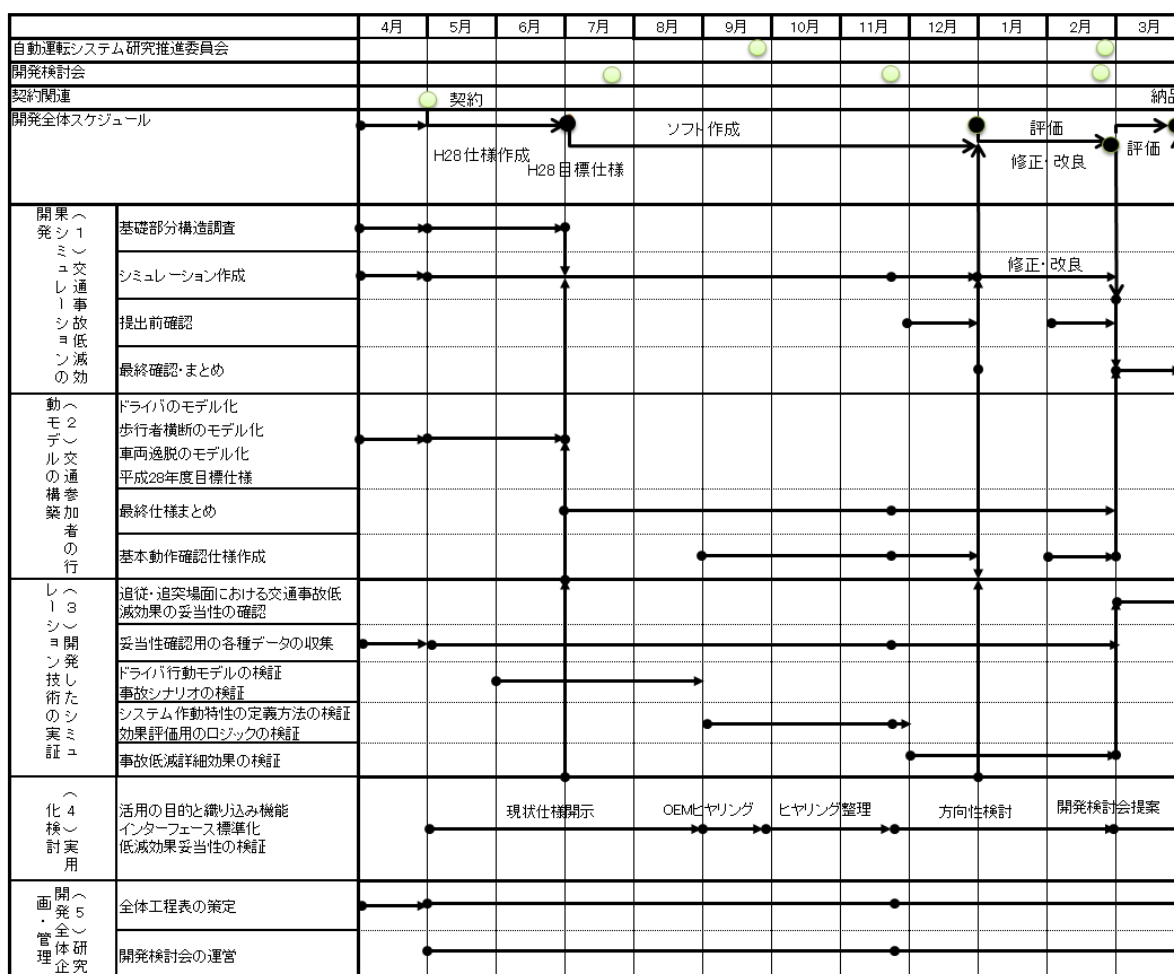 4月 5月 6月 7月 8月 9月 10月 11月 12月 1月 2月 3月
自動運転システム研究推進委員会
開発検討会
契約関連
契約
納品
開発全体スケジュール
ソフト作成
評価
H28仕様作成
H28目標仕様
修正・改良
評価
（1）交通事故低減効
果シミュレーションの
開発
基礎部分構造調査
シミュレーション作成
修正・改良
提出前確認
最終確認・まとめ
（2）交通参加者の行
動モデルの構築
ドライバのモデル化
歩行者横断のモデル化
車両逸脱のモデル化
平成28年度目標仕様
最終仕様まとめ
基本動作確認仕様作成
（3）開発したシミュ
レーション技術の実証
追従・追突場面における交通事故低
減効果の妥当性の確認
妥当性確認用の各種データの収集
ドライバ行動モデルの検証
事故シナリオの検証
システム作動特性の定義方法の検証
効果評価用のロジックの検証
事故低減詳細効果の検証
（4）実用
化検討
活用の目的と織り込み機能
インターフェース標準化
低減効果妥当性の検証
現状仕様開示
OEMヒヤリング
ヒヤリング整理
方向性検討
開発検討会提案
（5）研究
開発全体企
画・管理
全体工程表の策定
開発検討会の運営